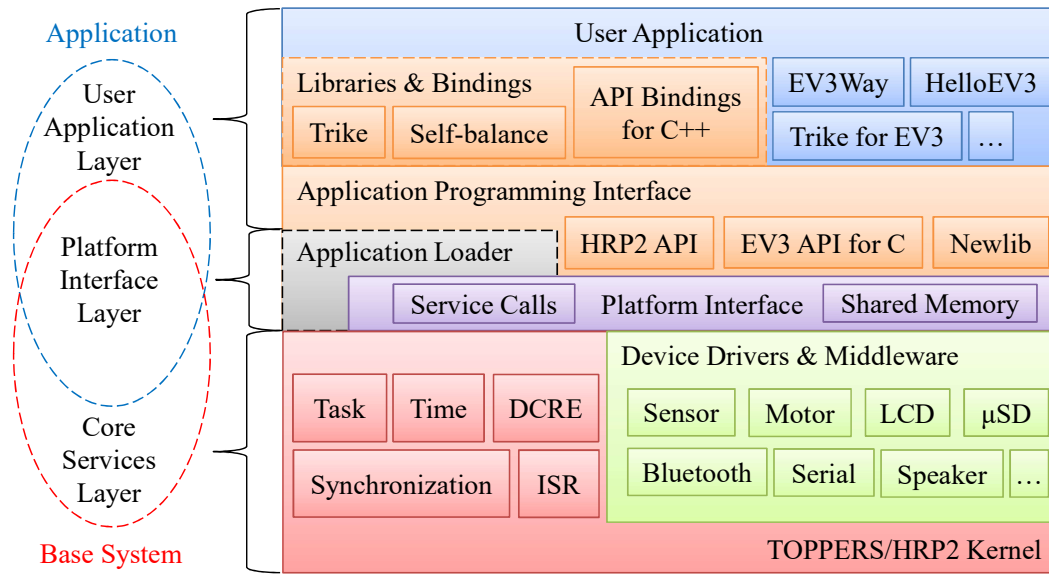 Application
User
Application
Layer
Platform
Interface
Layer
Core
Services
Layer
Base System
User Application
Libraries & Bindings
Trike
Self-balance
API Bindings
for C++
EV3Way
HelloEV3
Trike for EV3
...
Application Programming Interface
HRP2 API
EV3 API for C
Newlib
Application Loader
Service Calls
Platform Interface
Shared Memory
Task
Time
DCRE
Synchronization
ISR
Device Drivers & Middleware
Sensor
Motor
LCD
μSD
Bluetooth
Serial
Speaker
...
TOPPERS/HRP2 Kernel